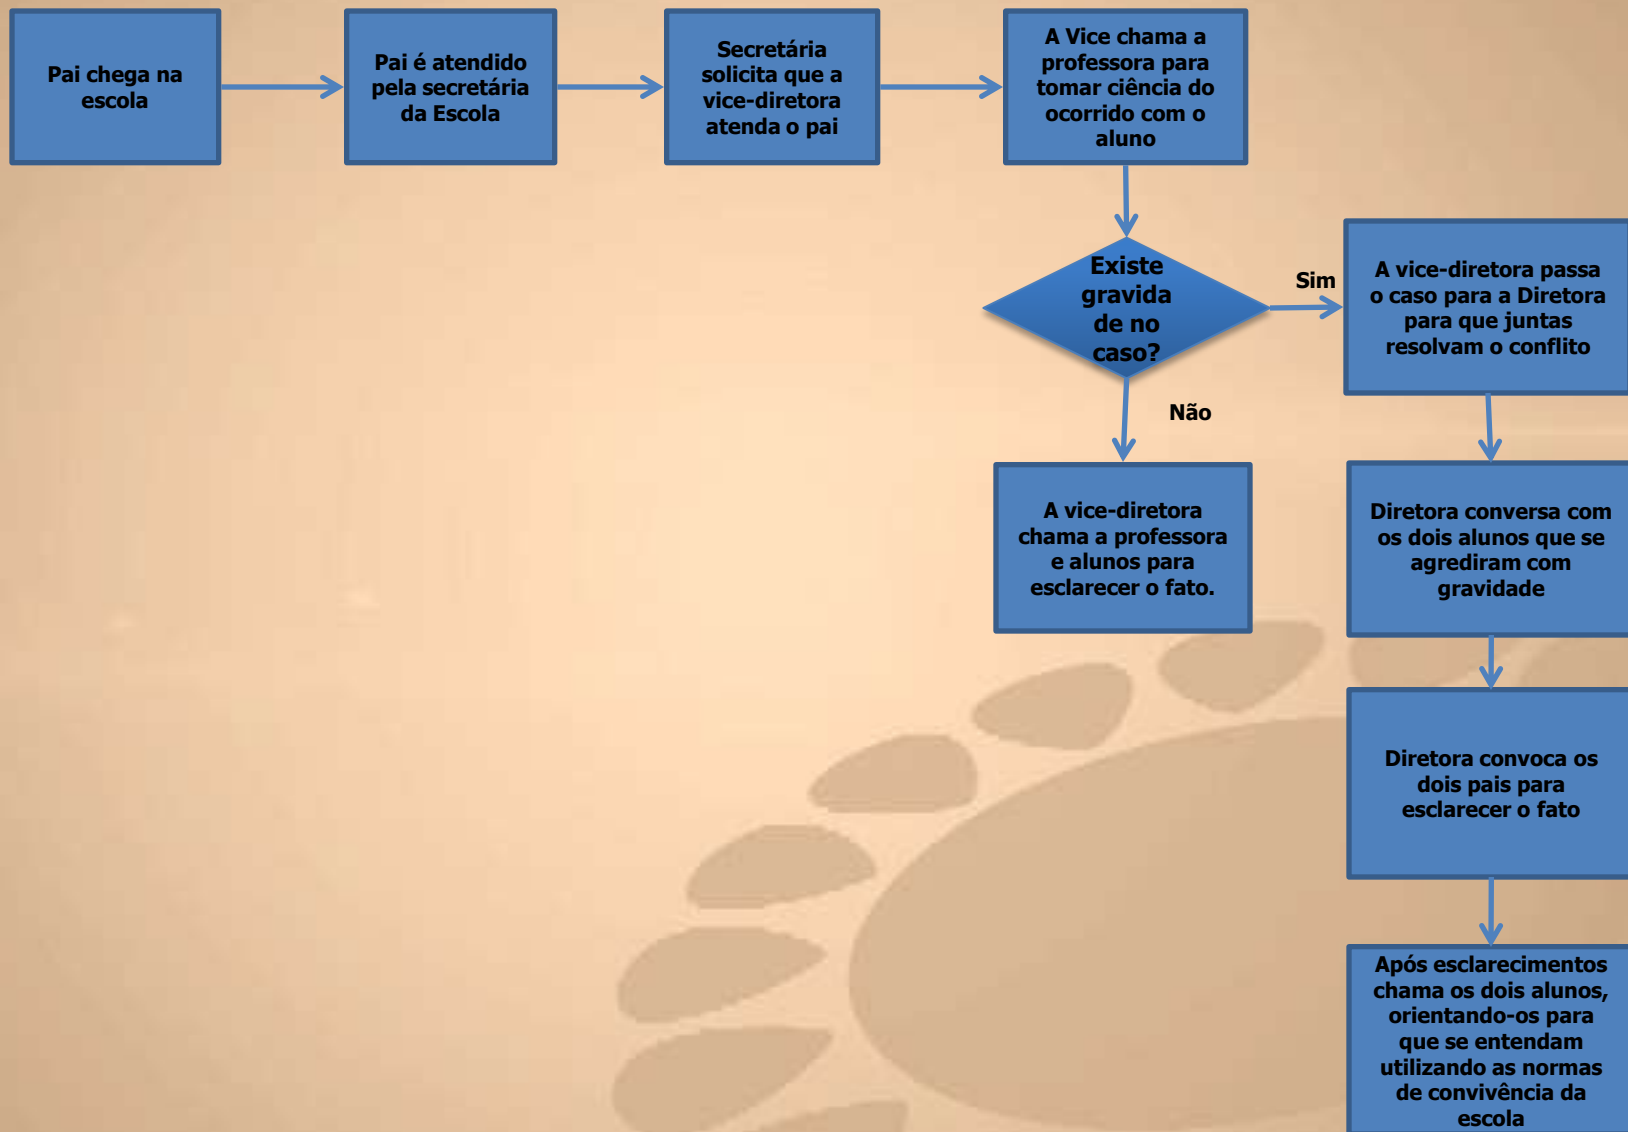 Pai chega na
escola
Pai é atendido
pela secretária
da Escola
Secretária
solicita que a
vice-diretora
atenda o pai
A Vice chama a
professora para
tomar ciência do
ocorrido com o
aluno
Existe
gravida
de no
caso?
Sim
A vice-diretora passa
o caso para a Diretora
para que juntas
resolvam o conflito
Não
A vice-diretora
chama a professora
e alunos para
esclarecer o fato.
Diretora conversa com
os dois alunos que se
agrediram com
gravidade
Diretora convoca os
dois pais para
esclarecer o fato
Após esclarecimentos
chama os dois alunos,
orientando-os para
que se entendam
utilizando as normas
de convivência da
escola